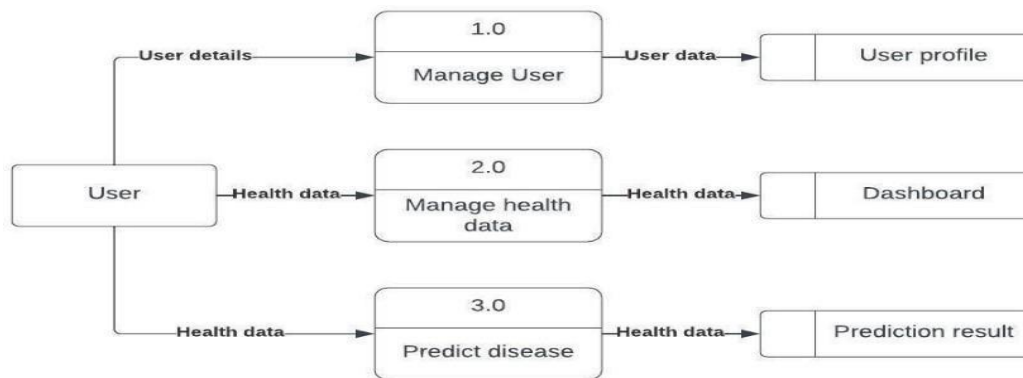 1.0
User details
Manage User
User data
User profile
2.0
User
Health data
Manage health
data
Health data
Dashboard
3.0
Health data
Predict disease
Health data
Prediction result